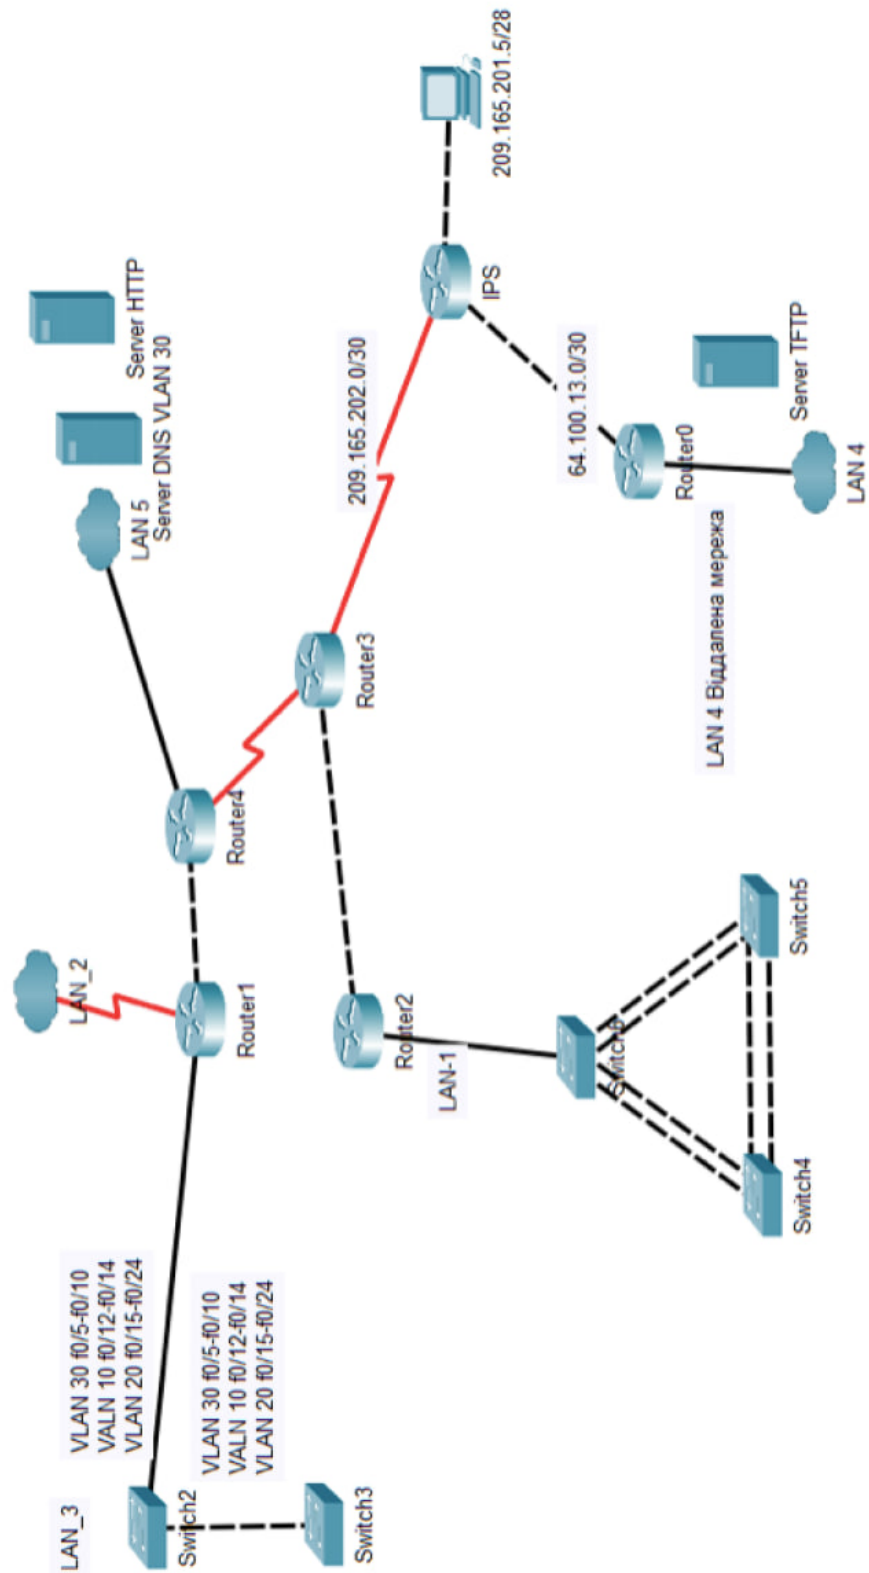 LAN_3
VLAN 30 f0/5-f0/10
VALN 10 f0/12-f0/14
VLAN 20 f0/15-f0/24
LAN_2
Server HTTP
LAN 5
Server DNS VLAN 30
Switch2
VLAN 30 f0/5-f0/10
VALN 10 f0/12-f0/14
VLAN 20 f0/15-f0/24
Router1
Router4
Switch3
Router3
209.165.202.0/30
Router2
LAN-1
IPS
209.165.201.5/28
64.100.13.0/30
Switch6
Router0
LAN 4 Віддалена мережа
Switch4
Switch5
Server TFTP
LAN 4